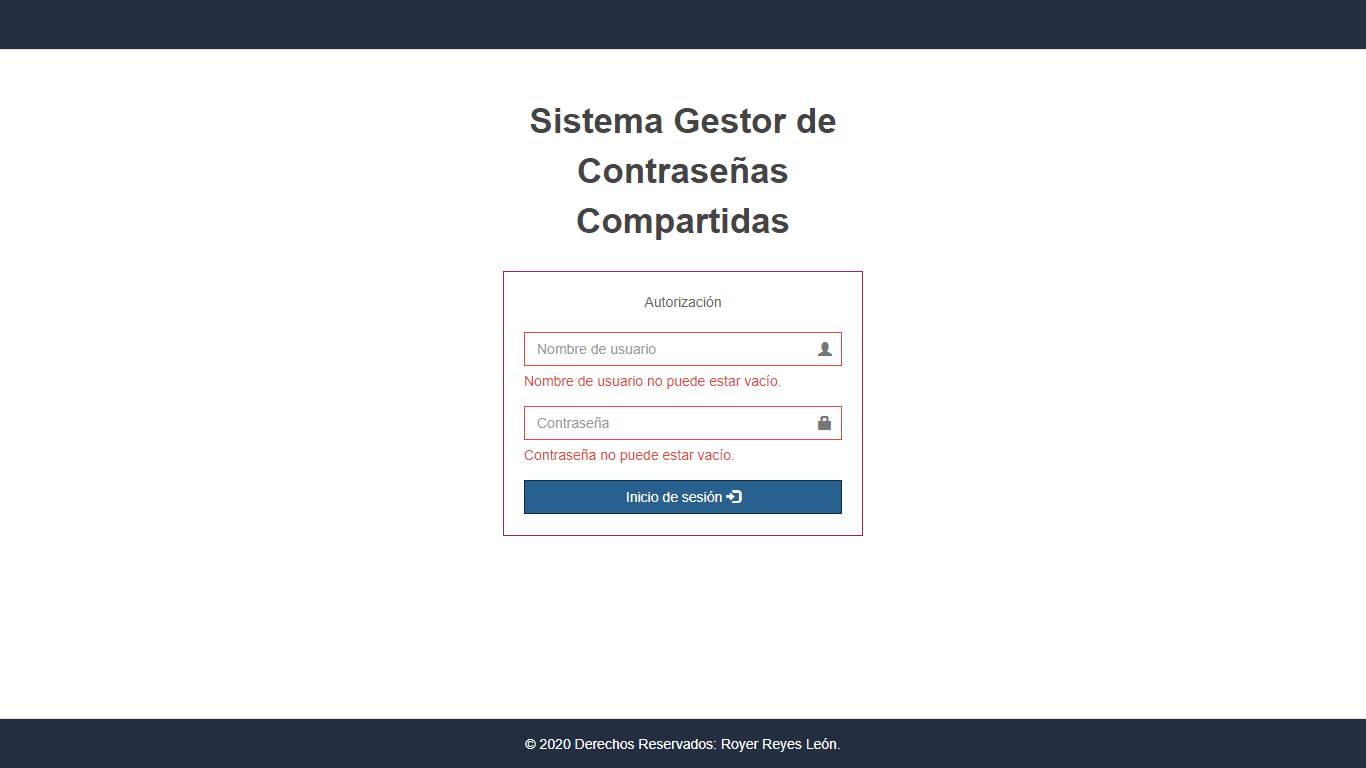 Sistema Gestor de
Contraseñas
Compartidas
Autorización
Nombre de usuario
Nombre de usuario no puede estar vacío.
Contraseña
Contraseña no puede estar vacío.
Inicio de sesión
© 2020 Derechos Reservados: Royer Reyes León.